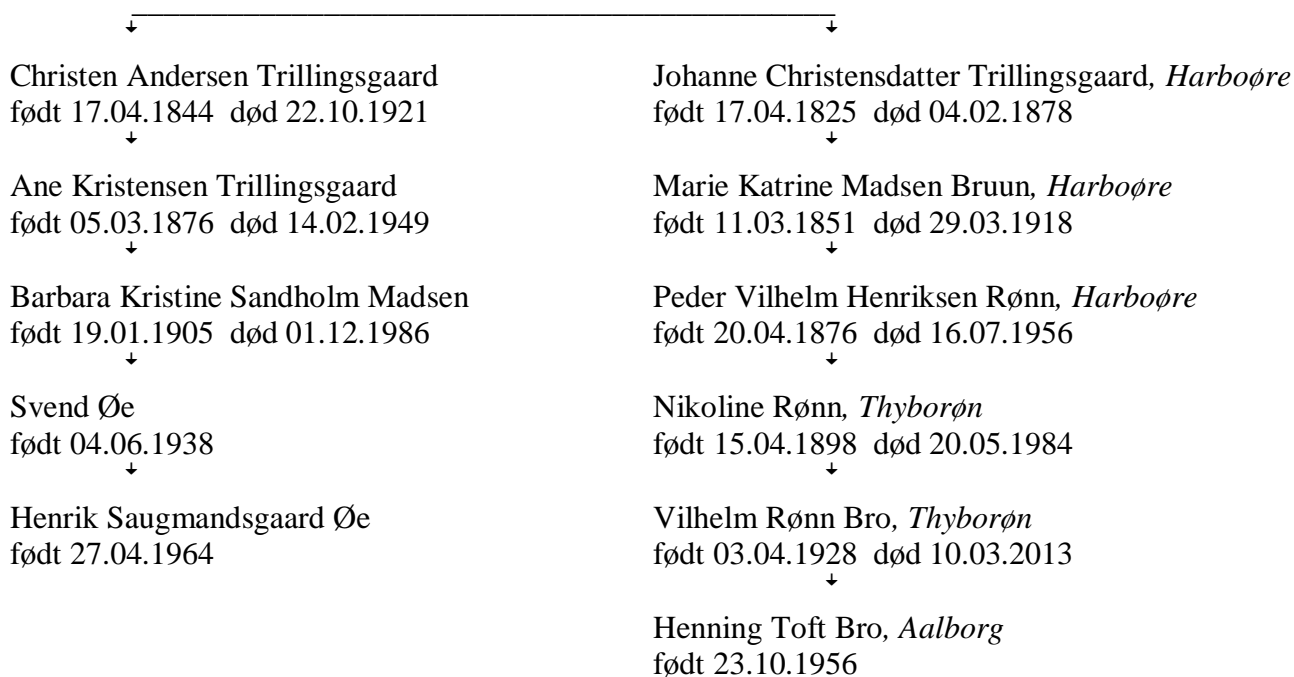 Christen Andersen Trillingsgaard
født 17.04.1844 død 22.10.1921
Ane Kristensen Trillingsgaard
født 05.03.1876 død 14.02.1949
Barbara Kristine Sandholm Madsen
født 19.01.1905 død 01.12.1986
Svend Øe
født 04.06.1938
Henrik Saugmandsgaard Øe
født 27.04.1964
Johanne Christensdatter Trillingsgaard, Harboøre
født 17.04.1825 død 04.02.1878
Marie Katrine Madsen Bruun, Harboøre
født 11.03.1851 død 29.03.1918
Peder Vilhelm Henriksen Rønn, Harboøre
født 20.04.1876 død 16.07.1956
Nikoline Rønn, Thyborøn
født 15.04.1898 død 20.05.1984
Vilhelm Rønn Bro, Thyborøn
født 03.04.1928 død 10.03.2013
Henning Toft Bro, Aalborg
født 23.10.1956